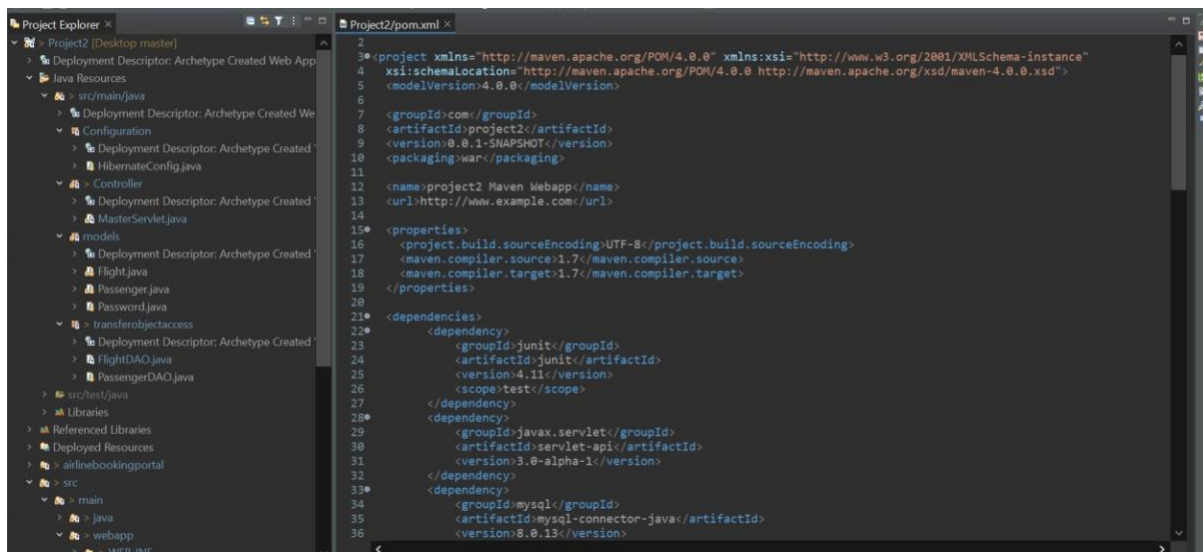 Project Explorer ×
> Project2 [Desktop master]
> Deployment Descriptor: Archetype Created Web App
Java Resources
> src/main/java
> Deployment Descriptor: Archetype Created We
Configuration
> Deployment Descriptor: Archetype Created '
> HibernateConfig.java
> Controller
> Deployment Descriptor: Archetype Created '
> MasterServlet.java
models
> Deployment Descriptor: Archetype Created '
> Flight.java
> Passenger.java
> Password.java
> transferobjectaccess
> Deployment Descriptor: Archetype Created '
> FlightDAO.java
> PassengerDAO.java
> src/test/java
> Libraries
> Referenced Libraries
> Deployed Resources
> airlinebookingportal
> src
> main
> java
> webapp
> WEB-INF
Project2/pom.xml ×
2
3 <project xmlns="http://maven.apache.org/POM/4.0.0" xmlns:xsi="http://www.w3.org/2001/XMLSchema-instance"
4 xsi:schemaLocation="http://maven.apache.org/POM/4.0.0 http://maven.apache.org/xsd/maven-4.0.0.xsd">
5 <modelVersion>4.0.0</modelVersion>
6
7 <groupId>com</groupId>
8 <artifactId>project2</artifactId>
9 <version>0.0.1-SNAPSHOT</version>
10 <packaging>war</packaging>
11
12 <name>project2 Maven Webapp</name>
13 <url>http://www.example.com</url>
14
15 <properties>
16 <project.build.sourceEncoding>UTF-8</project.build.sourceEncoding>
17 <maven.compiler.source>1.7</maven.compiler.source>
18 <maven.compiler.target>1.7</maven.compiler.target>
19 </properties>
20
21 <dependencies>
22 <dependency>
23 <groupId>junit</groupId>
24 <artifactId>junit</artifactId>
25 <version>4.11</version>
26 <scope>test</scope>
27 </dependency>
28 <dependency>
29 <groupId>javax.servlet</groupId>
30 <artifactId>servlet-api</artifactId>
31 <version>3.0-alpha-1</version>
32 </dependency>
33 <dependency>
34 <groupId>mysql</groupId>
35 <artifactId>mysql-connector-java</artifactId>
36 <version>8.0.13</version>